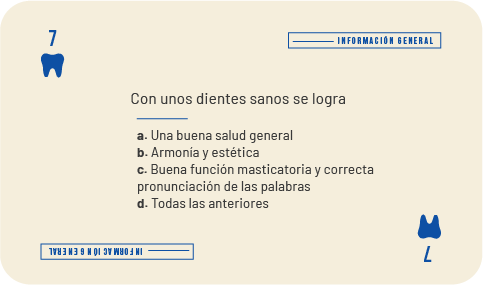 7
INFORMACIÓN GENERAL
Con unos dientes sanos se logra
a. Una buena salud general
b. Armonía y estética
c. Buena función masticatoria y correcta
pronunciación de las palabras
d. Todas las anteriores
7
INFORMACIÓN GENERAL